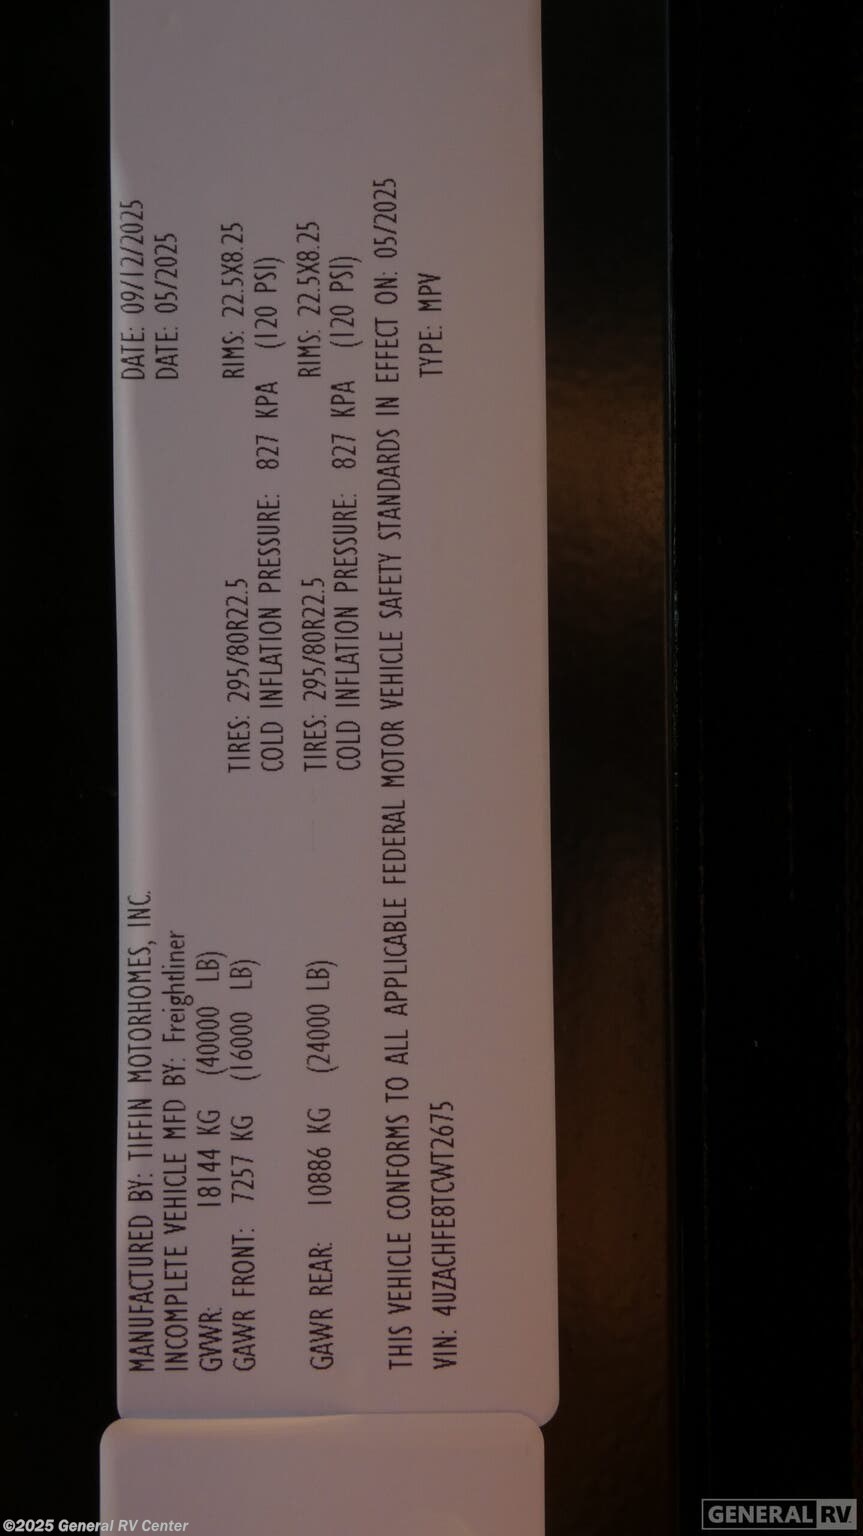 MANUFACTURED BY: TIFFIN MOTORHOMES, INC. DATE: 09/12/2025
INCOMPLETE VEHICLE MFD BY: Freightliner DATE: 05/2025
GVWR: 18144 KG (40000 LB)
GAWR FRONT: 7257 KG (16000 LB) TIRES: 295/80R22.5 RIMS: 22.5X8.25
COLD INFLATION PRESSURE: 827 KPA (120 PSI)
GAWR REAR: 10886 KG (24000 LB) TIRES: 295/80R22.5 RIMS: 22.5X8.25
COLD INFLATION PRESSURE: 827 KPA (120 PSI)
THIS VEHICLE CONFORMS TO ALL APPLICABLE FEDERAL MOTOR VEHICLE SAFETY STANDARDS IN EFFECT ON: 05/2025
VIN: 4UZACHFE8TCWT2675 TYPE: MPV
©2025 General RV Center
GENERAL RV